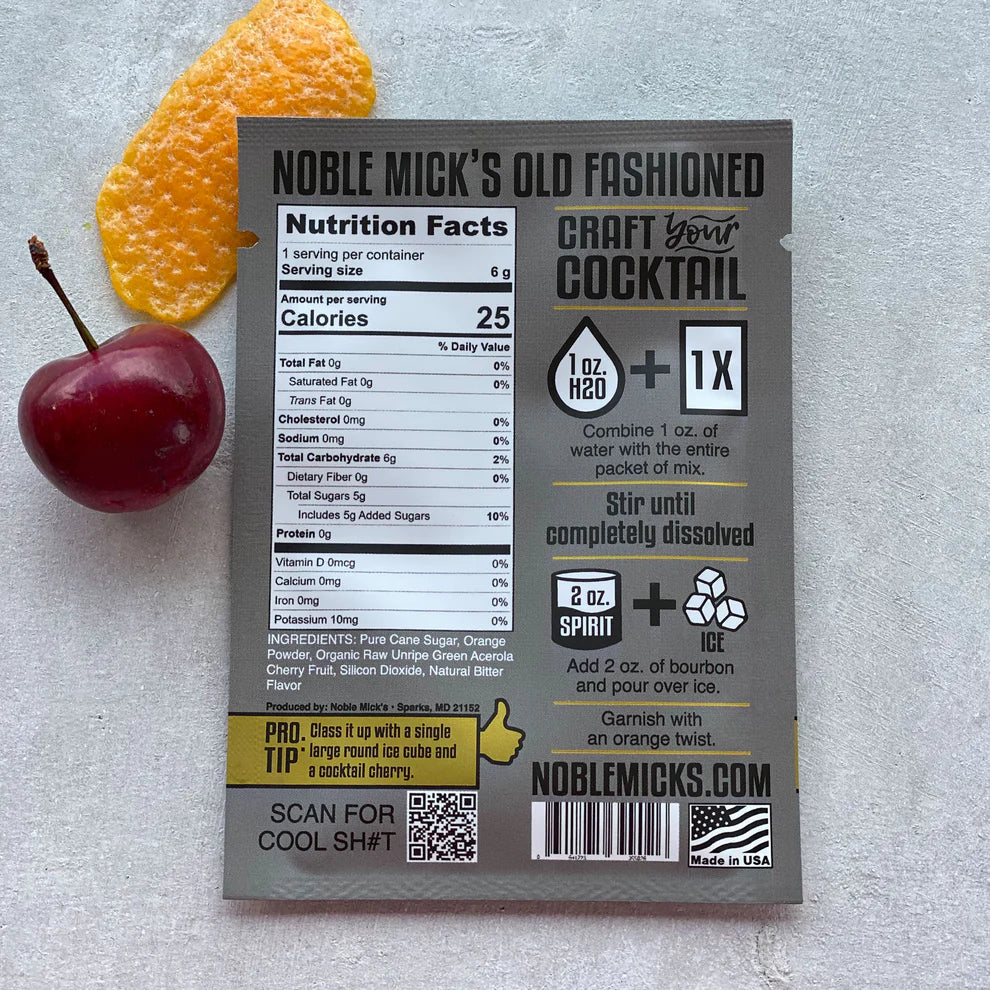 NOBLE MICK'S OLD FASHIONED
Nutrition Facts
1 serving per container
Serving size 6 g
Amount per serving
Calories 25
% Daily Value
Total Fat 0g 0%
Saturated Fat 0g 0%
Trans Fat 0g
Cholesterol 0mg 0%
Sodium 0mg 0%
Total Carbohydrate 6g 2%
Dietary Fiber 0g 0%
Total Sugars 5g
Includes 5g Added Sugars 10%
Protein 0g
Vitamin D 0mcg 0%
Calcium 0mg 0%
Iron 0mg 0%
Potassium 10mg 0%
INGREDIENTS: Pure Cane Sugar, Orange
Powder, Organic Raw Unripe Green Acerola
Cherry Fruit, Silicon Dioxide, Natural Bitter
Flavor
Produced by: Noble Mick's • Sparks, MD 21152
PRO.
TIP:
Class it up with a single
large round ice cube and
a cocktail cherry.
SCAN FOR
COOL SH#T
CRAFT your
COCKTAIL
1 oz.
H2O
+
1X
Combine 1 oz. of
water with the entire
packet of mix.
Stir until
completely dissolved
2 oz.
SPIRIT
+
ICE
Add 2 oz. of bourbon
and pour over ice.
Garnish with
an orange twist.
NOBLEMICKS.COM
Made in USA